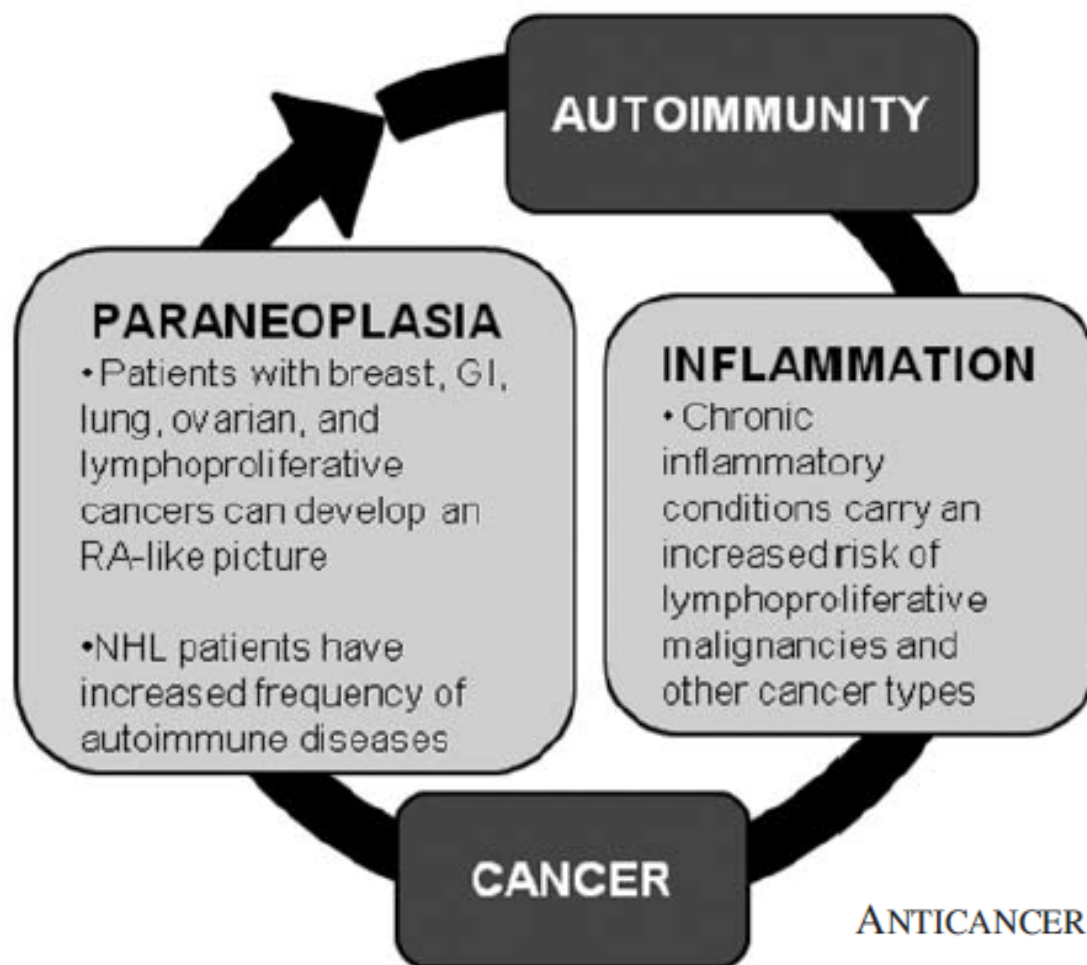 AUTOIMMUNITY
PARANEOPLASIA
•Patients with breast, GI,
lung, ovarian, and
lymphoproliferative
cancers can develop an
RA-like picture
•NHL patients have
increased frequency of
autoimmune diseases
INFLAMMATION
• Chronic
inflammatory
conditions carry an
increased risk of
lymphoproliferative
malignancies and
other cancer types
CANCER
ANTICANCER